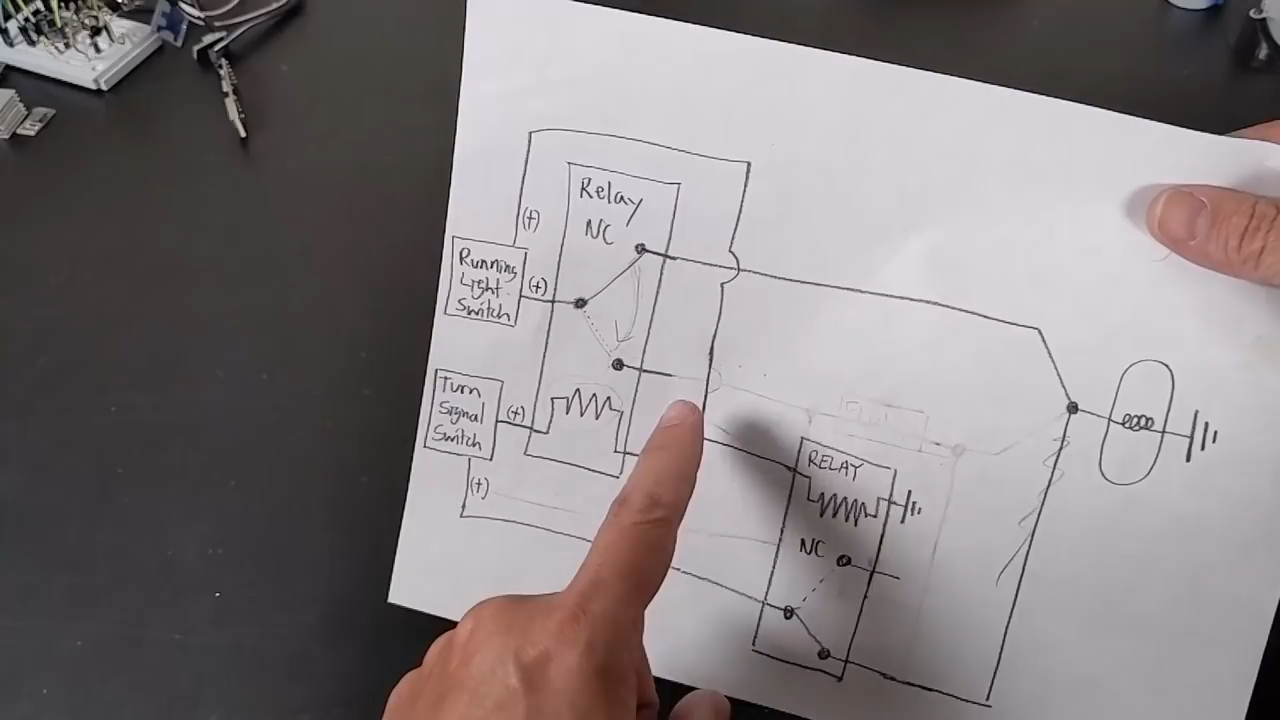 Relay
NC
(+)
Running
Light
Switch
(+)
Turn
Signal
Switch
(+)
(+)
RELAY
NC